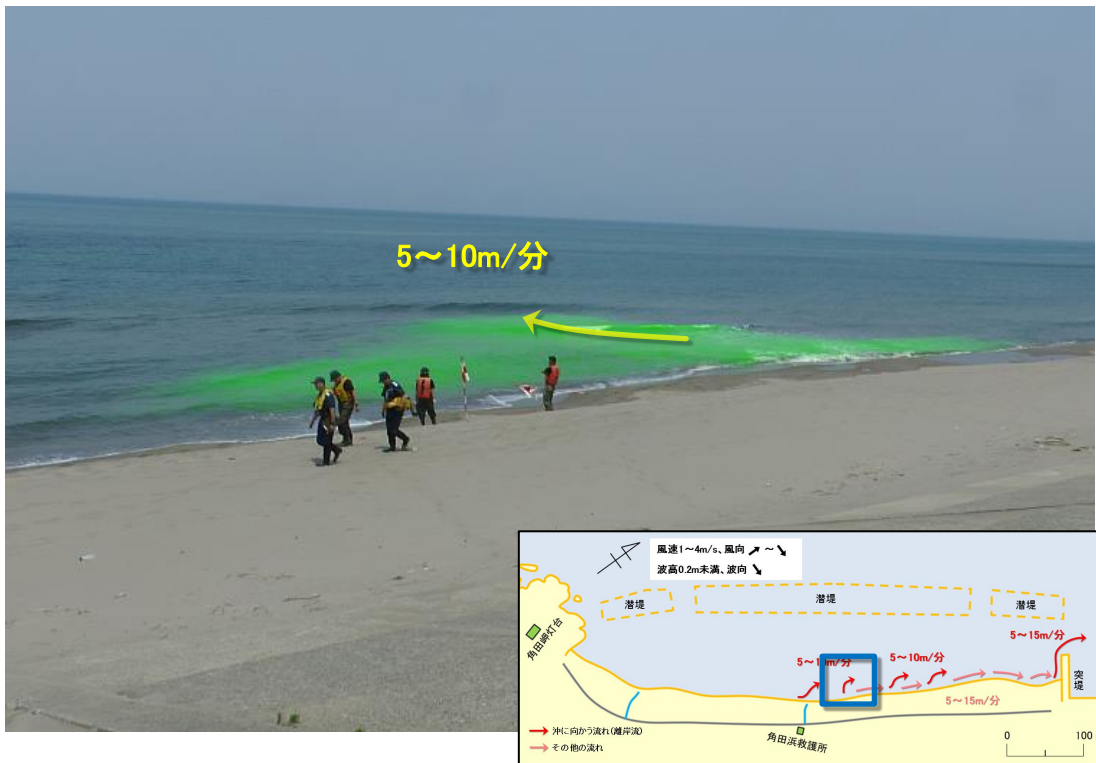 5～10m/分
風速1～4m/s、風向 ～
波高0.2m未満、波向
潜堤
潜堤
潜堤
角田岬灯台
5～15m/分
5～10m/分
突堤
5～15m/分
角田浜救護所
沖に向かう流れ(離岸流)
その他の流れ
0
100